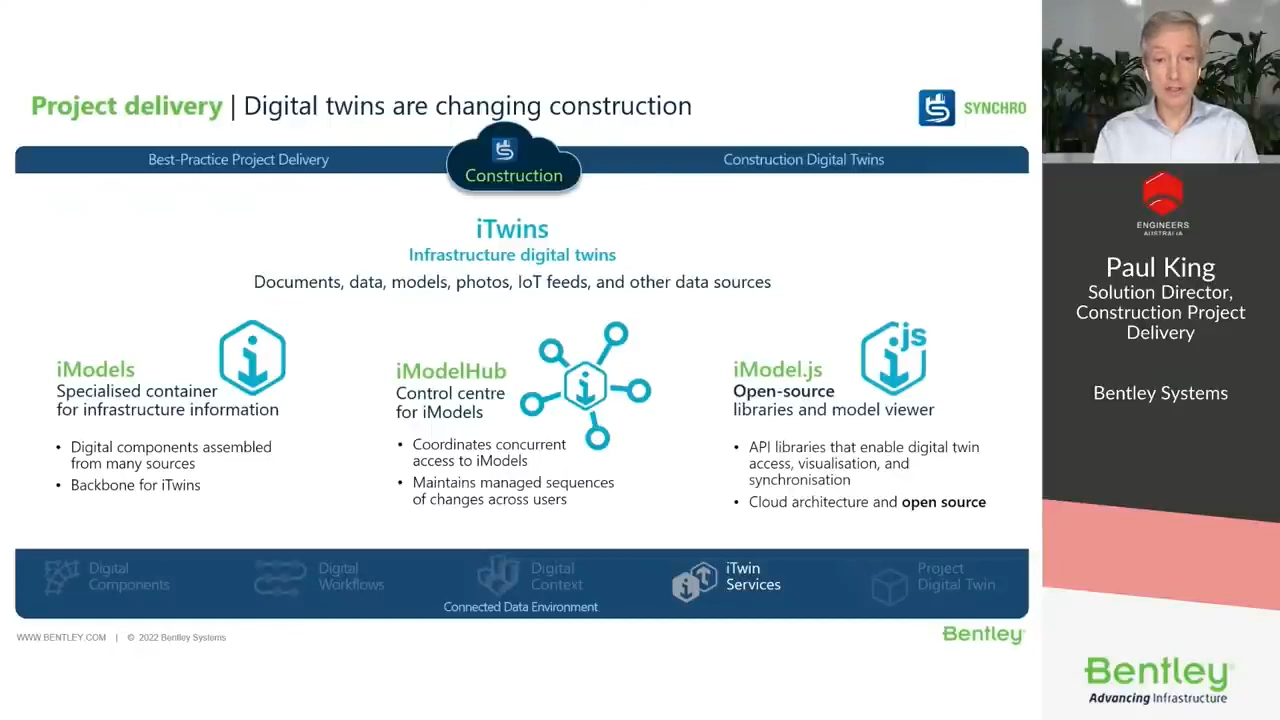 Project delivery | Digital twins are changing construction
SYNCHRO
Best-Practice Project Delivery
Construction
Construction Digital Twins
iTwins
Infrastructure digital twins
Documents, data, models, photos, IoT feeds, and other data sources
iModels
Specialised container
for infrastructure information
• Digital components assembled
from many sources
• Backbone for iTwins
iModelHub
Control centre
for iModels
• Coordinates concurrent
access to iModels
• Maintains managed sequences
of changes across users
js
iModel.js
Open-source
libraries and model viewer
• API libraries that enable digital twin
access, visualisation, and
synchronisation
• Cloud architecture and open source
Digital
Components
Digital
Workflows
Digital
Context
iTwin
Services
Project
Digital Twin
Connected Data Environment
WWW.BENTLEY.COM | © 2022 Bentley Systems
Bentley
ENGINEERS
AUSTRALIA
Paul King
Solution Director,
Construction Project
Delivery
Bentley Systems
Bentley
Advancing Infrastructure